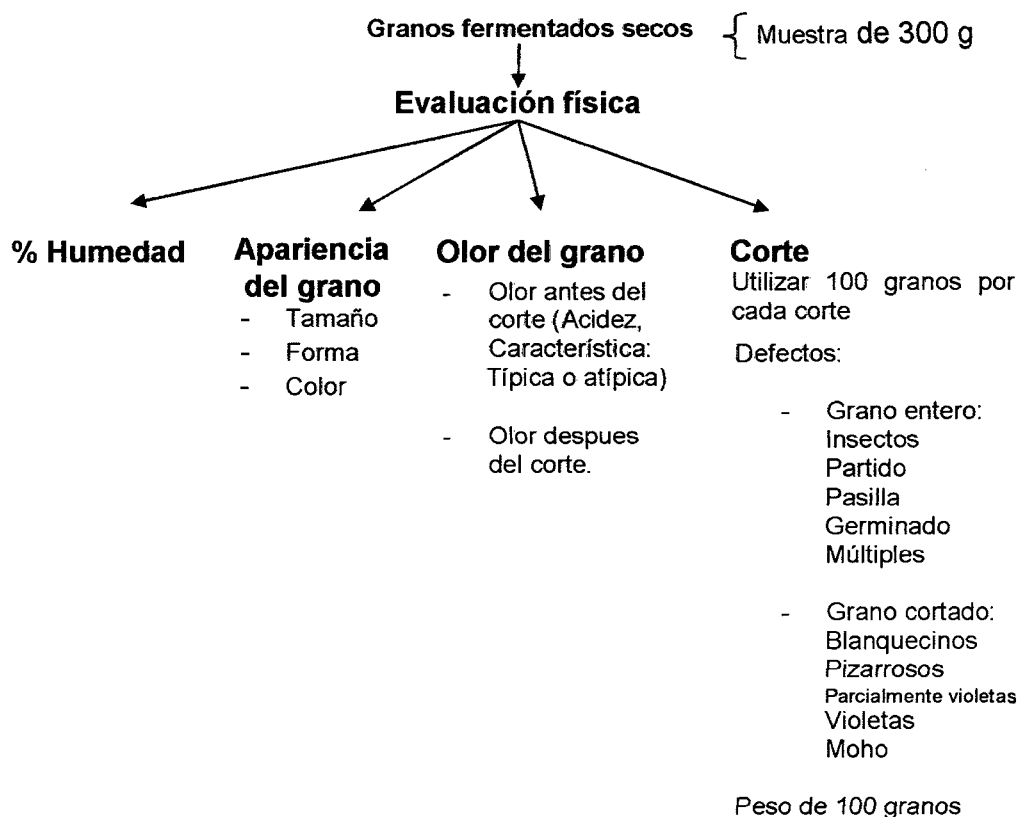 Granos fermentados secos
Muestra de 300 g
Evaluación física
% Humedad
Apariencia
del grano
- Tamaño
- Forma
- Color
Olor del grano
- Olor antes del
corte (Acidez,
Característica:
Típica o atípica)
- Olor despues
del corte.
Corte
Utilizar 100 granos por
cada corte
Defectos:
- Grano entero:
Insectos
Partido
Pasilla
Germinado
Múltiples
- Grano cortado:
Blanquecinos
Pizarrosos
Parcialmente violetas
Violetas
Moho
Peso de 100 granos